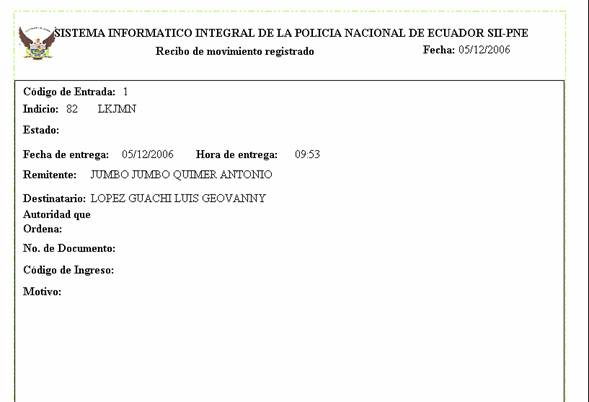 SISTEMA INFORMATICO INTEGRAL DE LA POLICIA NACIONAL DE ECUADOR SII-PNE
Recibo de movimiento registrado Fecha: 05/12/2006
Código de Entrada: 1
Indicio: 82 LKJMN
Estado:
Fecha de entrega: 05/12/2006 Hora de entrega: 09:53
Remitente: JUMBO JUMBO QUIMER ANTONIO
Destinatario: LOPEZ GUACHI LUIS GEOVANNY
Autoridad que
Ordena:
No. de Documento:
Código de Ingreso:
Motivo: